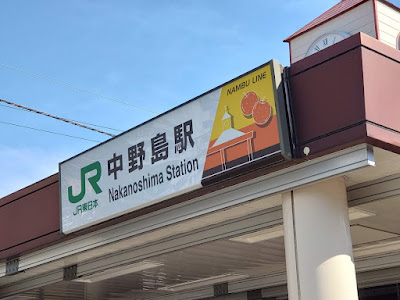 JR
JR東日本
中野島駅
Nakanoshima Station
NAMBU LINE